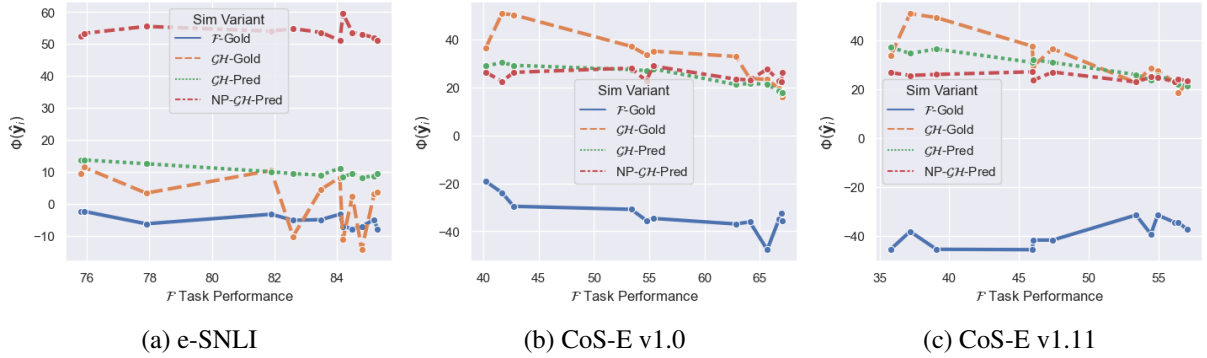 Sim Variant
𝓕-Gold
𝓖𝓗-Gold
𝓖𝓗-Pred
NP-𝓖𝓗-Pred
60
50
40
30
20
10
0
−10
Φ(ŷᵢ)
76
78
80
82
84
𝓕 Task Performance
(a) e-SNLI
40
20
0
−20
−40
Φ(ŷᵢ)
Sim Variant
𝓕-Gold
𝓖𝓗-Gold
𝓖𝓗-Pred
NP-𝓖𝓗-Pred
40
45
50
55
60
65
𝓕 Task Performance
(b) CoS-E v1.0
40
20
0
−20
−40
Φ(ŷᵢ)
Sim Variant
𝓕-Gold
𝓖𝓗-Gold
𝓖𝓗-Pred
NP-𝓖𝓗-Pred
35
40
45
50
55
𝓕 Task Performance
(c) CoS-E v1.11